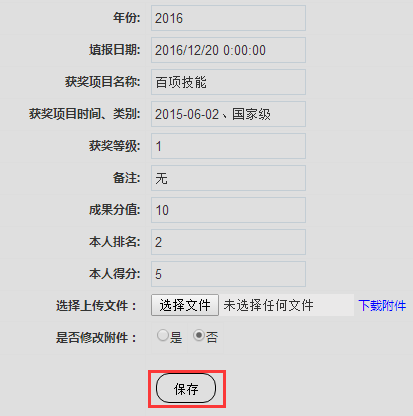 年份: 2016
填报日期: 2016/12/20 0:00:00
获奖项目名称: 百项技能
获奖项目时间、类别: 2015-06-02、国家级
获奖等级: 1
备注: 无
成果分值: 10
本人排名: 2
本人得分: 5
选择上传文件： 选择文件 未选择任何文件 下载附件
是否修改附件： 是 否
保存